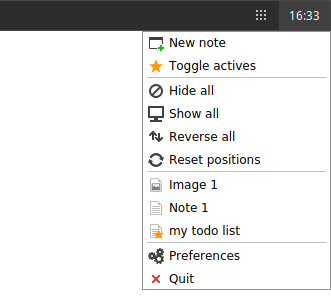 16:33
New note
Toggle actives
Hide all
Show all
Reverse all
Reset positions
Image 1
Note 1
my todo list
Preferences
Quit